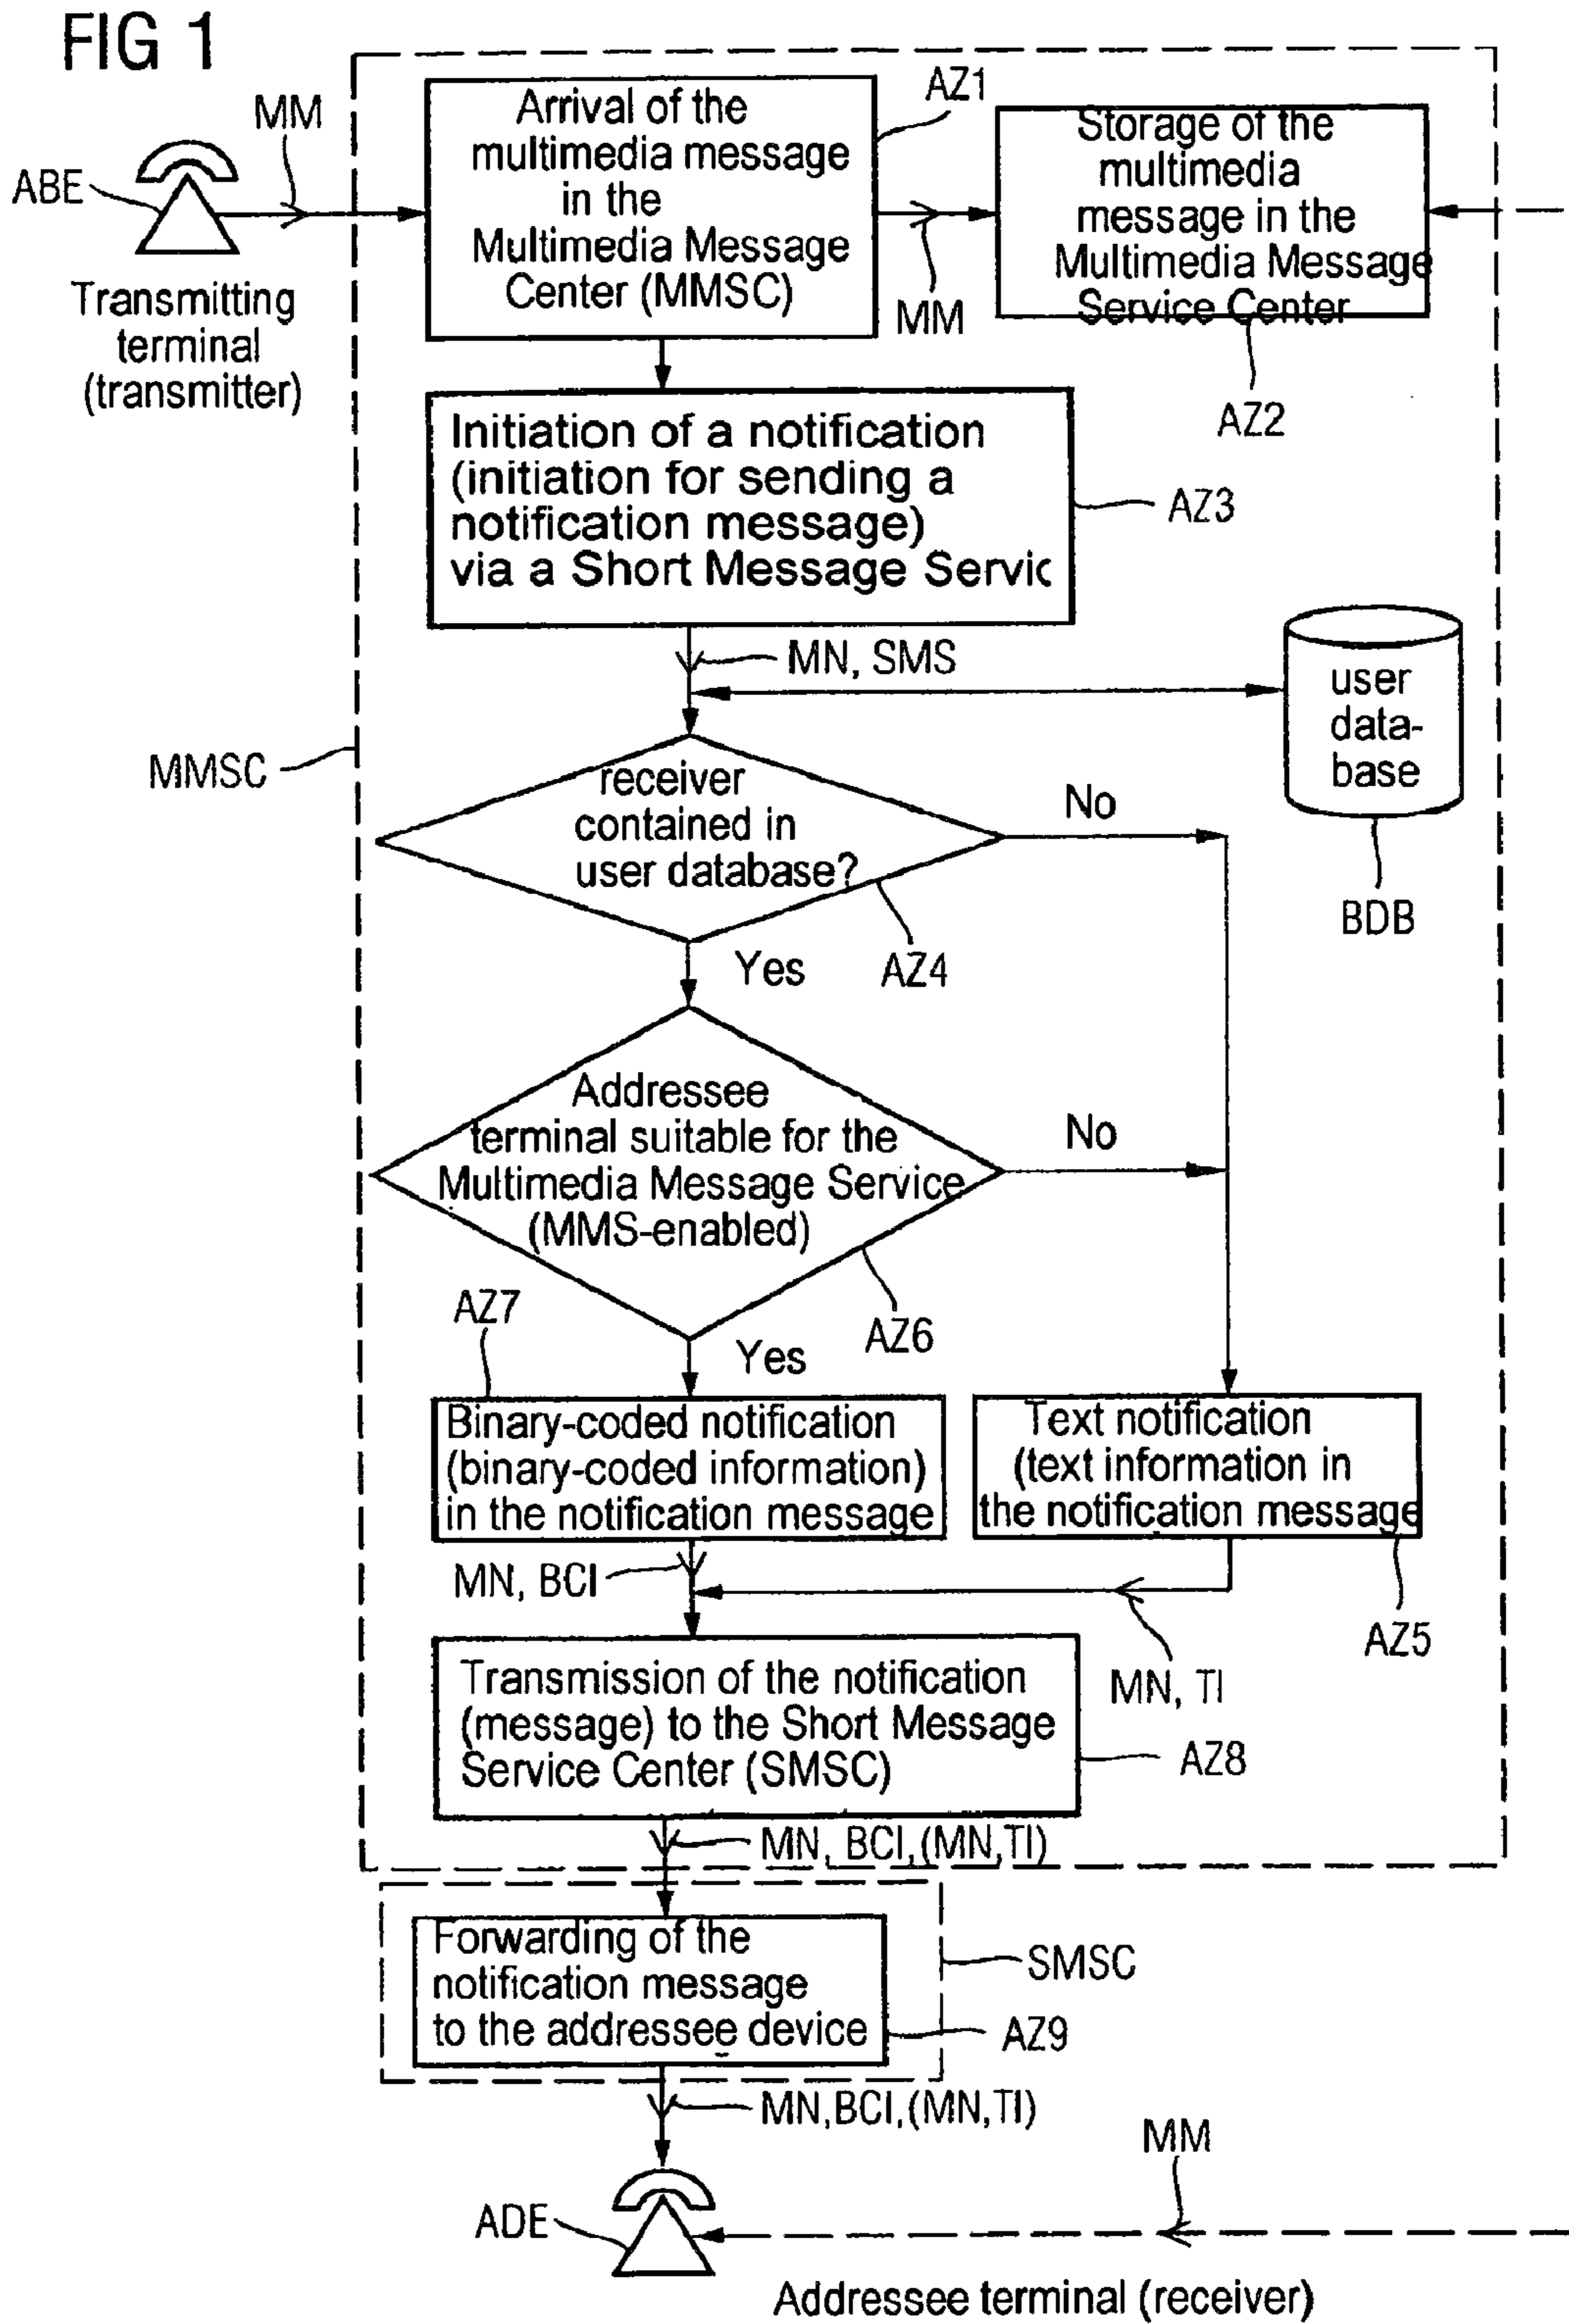 FIG 1
MM
ABE
Transmitting
terminal
(transmitter)
Arrival of the
multimedia message
in the
Multimedia Message
Center (MMSC)
AZ1
MM
Storage of the
multimedia
message in the
Multimedia Message
Service Center
AZ2
Initiation of a notification
(initiation for sending a
notification message)
via a Short Message Servic
AZ3
MN, SMS
user
data-
base
BDB
MMSC
receiver
contained in
user database?
No
AZ4
Yes
Addressee
terminal suitable for the
Multimedia Message Service
(MMS-enabled)
No
AZ6
Yes
AZ7
Binary-coded notification
(binary-coded information)
in the notification message
Text notification
(text information in
the notification message
MN, BCI
AZ5
MN, TI
Transmission of the notification
(message) to the Short Message
Service Center (SMSC)
AZ8
MN, BCI,(MN,TI)
Forwarding of the
notification message
to the addressee device
SMSC
AZ9
MN,BCI,(MN,TI)
MM
ADE
Addressee terminal (receiver)